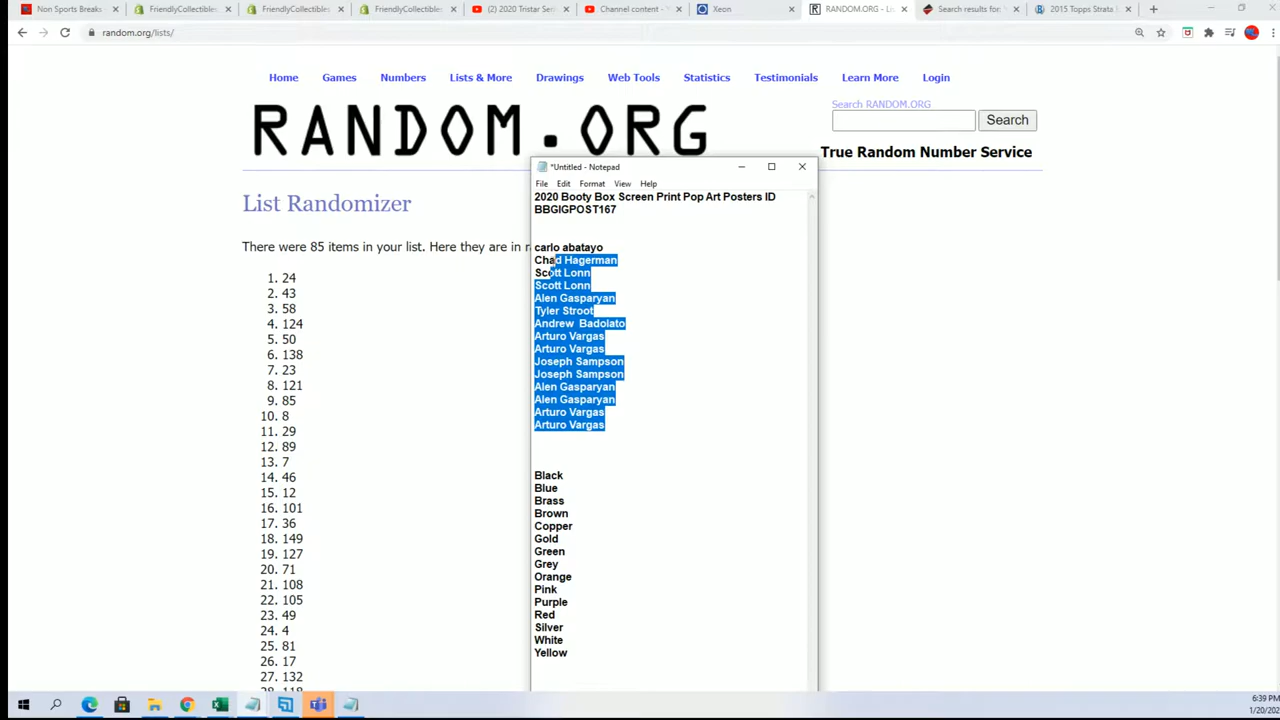 Non Sports Breaks
FriendlyCollectibles
FriendlyCollectibles
FriendlyCollectibles
(2) 2020 Tristar Seri
Channel content - Y
Xeon
RANDOM.ORG - Li
Search results for:
2015 Topps Strata
random.org/lists/
Home Games Numbers Lists & More Drawings Web Tools Statistics Testimonials Learn More Login
RANDOM.ORG
Search RANDOM.ORG
Search
True Random Number Service
List Randomizer
There were 85 items in your list. Here they are in r
1. 24
2. 43
3. 58
4. 124
5. 50
6. 138
7. 23
8. 121
9. 85
10. 8
11. 29
12. 89
13. 7
14. 46
15. 12
16. 101
17. 36
18. 149
19. 127
20. 71
21. 108
22. 105
23. 49
24. 4
25. 81
26. 17
27. 132
28. 118
*Untitled - Notepad
File Edit Format View Help
2020 Booty Box Screen Print Pop Art Posters ID
BBGIGPOST167
carlo abatayo
Chad Hagerman
Scott Lonn
Scott Lonn
Alen Gasparyan
Tyler Stroot
Andrew Badolato
Arturo Vargas
Arturo Vargas
Joseph Sampson
Joseph Sampson
Alen Gasparyan
Alen Gasparyan
Arturo Vargas
Arturo Vargas
Black
Blue
Brass
Brown
Copper
Gold
Green
Grey
Orange
Pink
Purple
Red
Silver
White
Yellow
6:39 PM
1/20/202